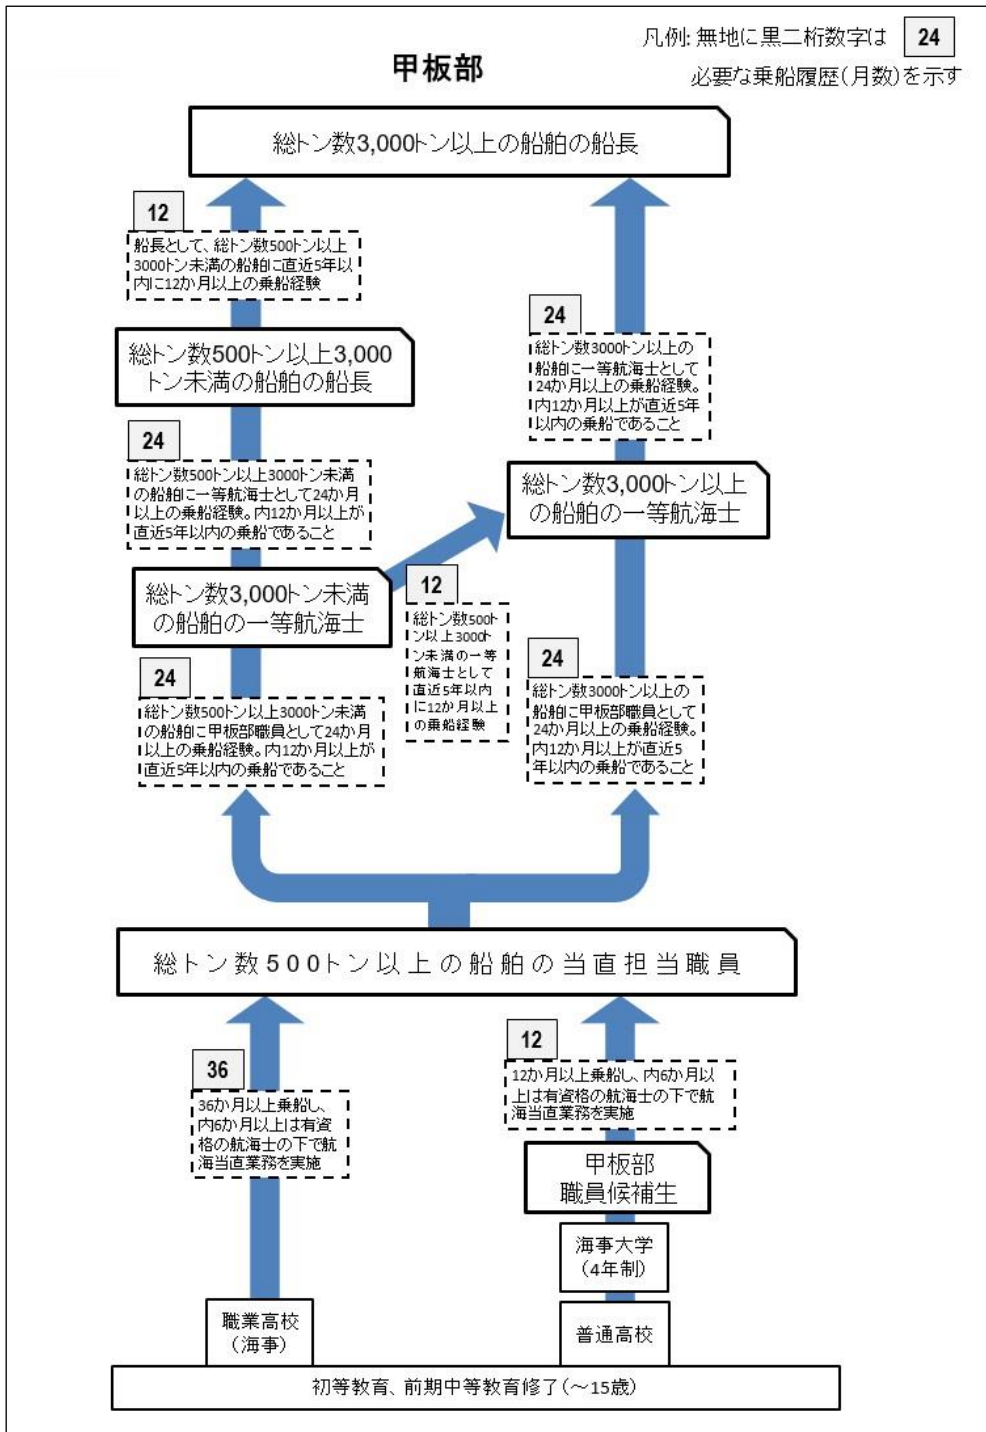 凡例: 無地に黒二桁数字は 24
必要な乗船履歴(月数)を示す
甲板部
総トン数3,000トン以上の船舶の船長
12
船長として、総トン数500トン以上
3000トン未満の船舶に直近5年以
内に12か月以上の乗船経験
24
総トン数3000トン以上の
船舶に一等航海士として
24か月以上の乗船経験。
内12か月以上が直近5年
以内の乗船であること
総トン数500トン以上3,000
トン未満の船舶の船長
24
総トン数500トン以上3000トン未満
の船舶に一等航海士として24か月
以上の乗船経験。内12か月以上が
直近5年以内の乗船であること
総トン数3,000トン以上
の船舶の一等航海士
総トン数3,000トン未満
の船舶の一等航海士
12
総トン数500ト
ン以上3000ト
ン未満の一等
航海士として
直近5年以内
に12か月以上
の乗船経験
24
総トン数500トン以上3000トン未満
の船舶に甲板部職員として24か月
以上の乗船経験。内12か月以上が
直近5年以内の乗船であること
24
総トン数3000トン以上の
船舶に甲板部職員として
24か月以上の乗船経験。
内12か月以上が直近5
年以内の乗船であること
総トン数500トン以上の船舶の当直担当職員
36
36か月以上乗船し、
内6か月以上は有資
格の航海士の下で航
海当直業務を実施
12
12か月以上乗船し、内6か月以
上は有資格の航海士の下で航
海当直業務を実施
甲板部
職員候補生
海事大学
(4年制)
職業高校
(海事)
普通高校
初等教育、前期中等教育修了(～15歳)